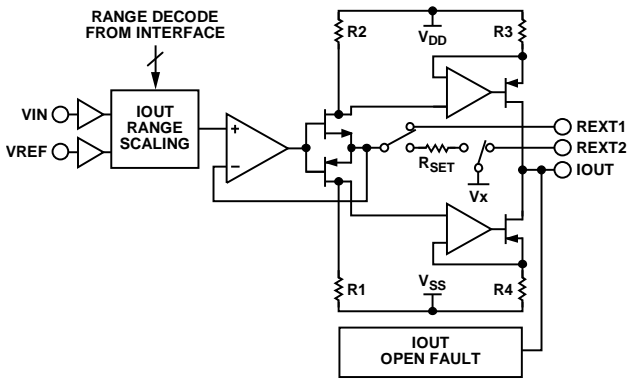 RANGE DECODE
FROM INTERFACE
R2
VDD
R3
VIN
VREF
IOUT
RANGE
SCALING
+
–
REXT1
RSET
REXT2
Vx
IOUT
R1
VSS
R4
IOUT
OPEN FAULT